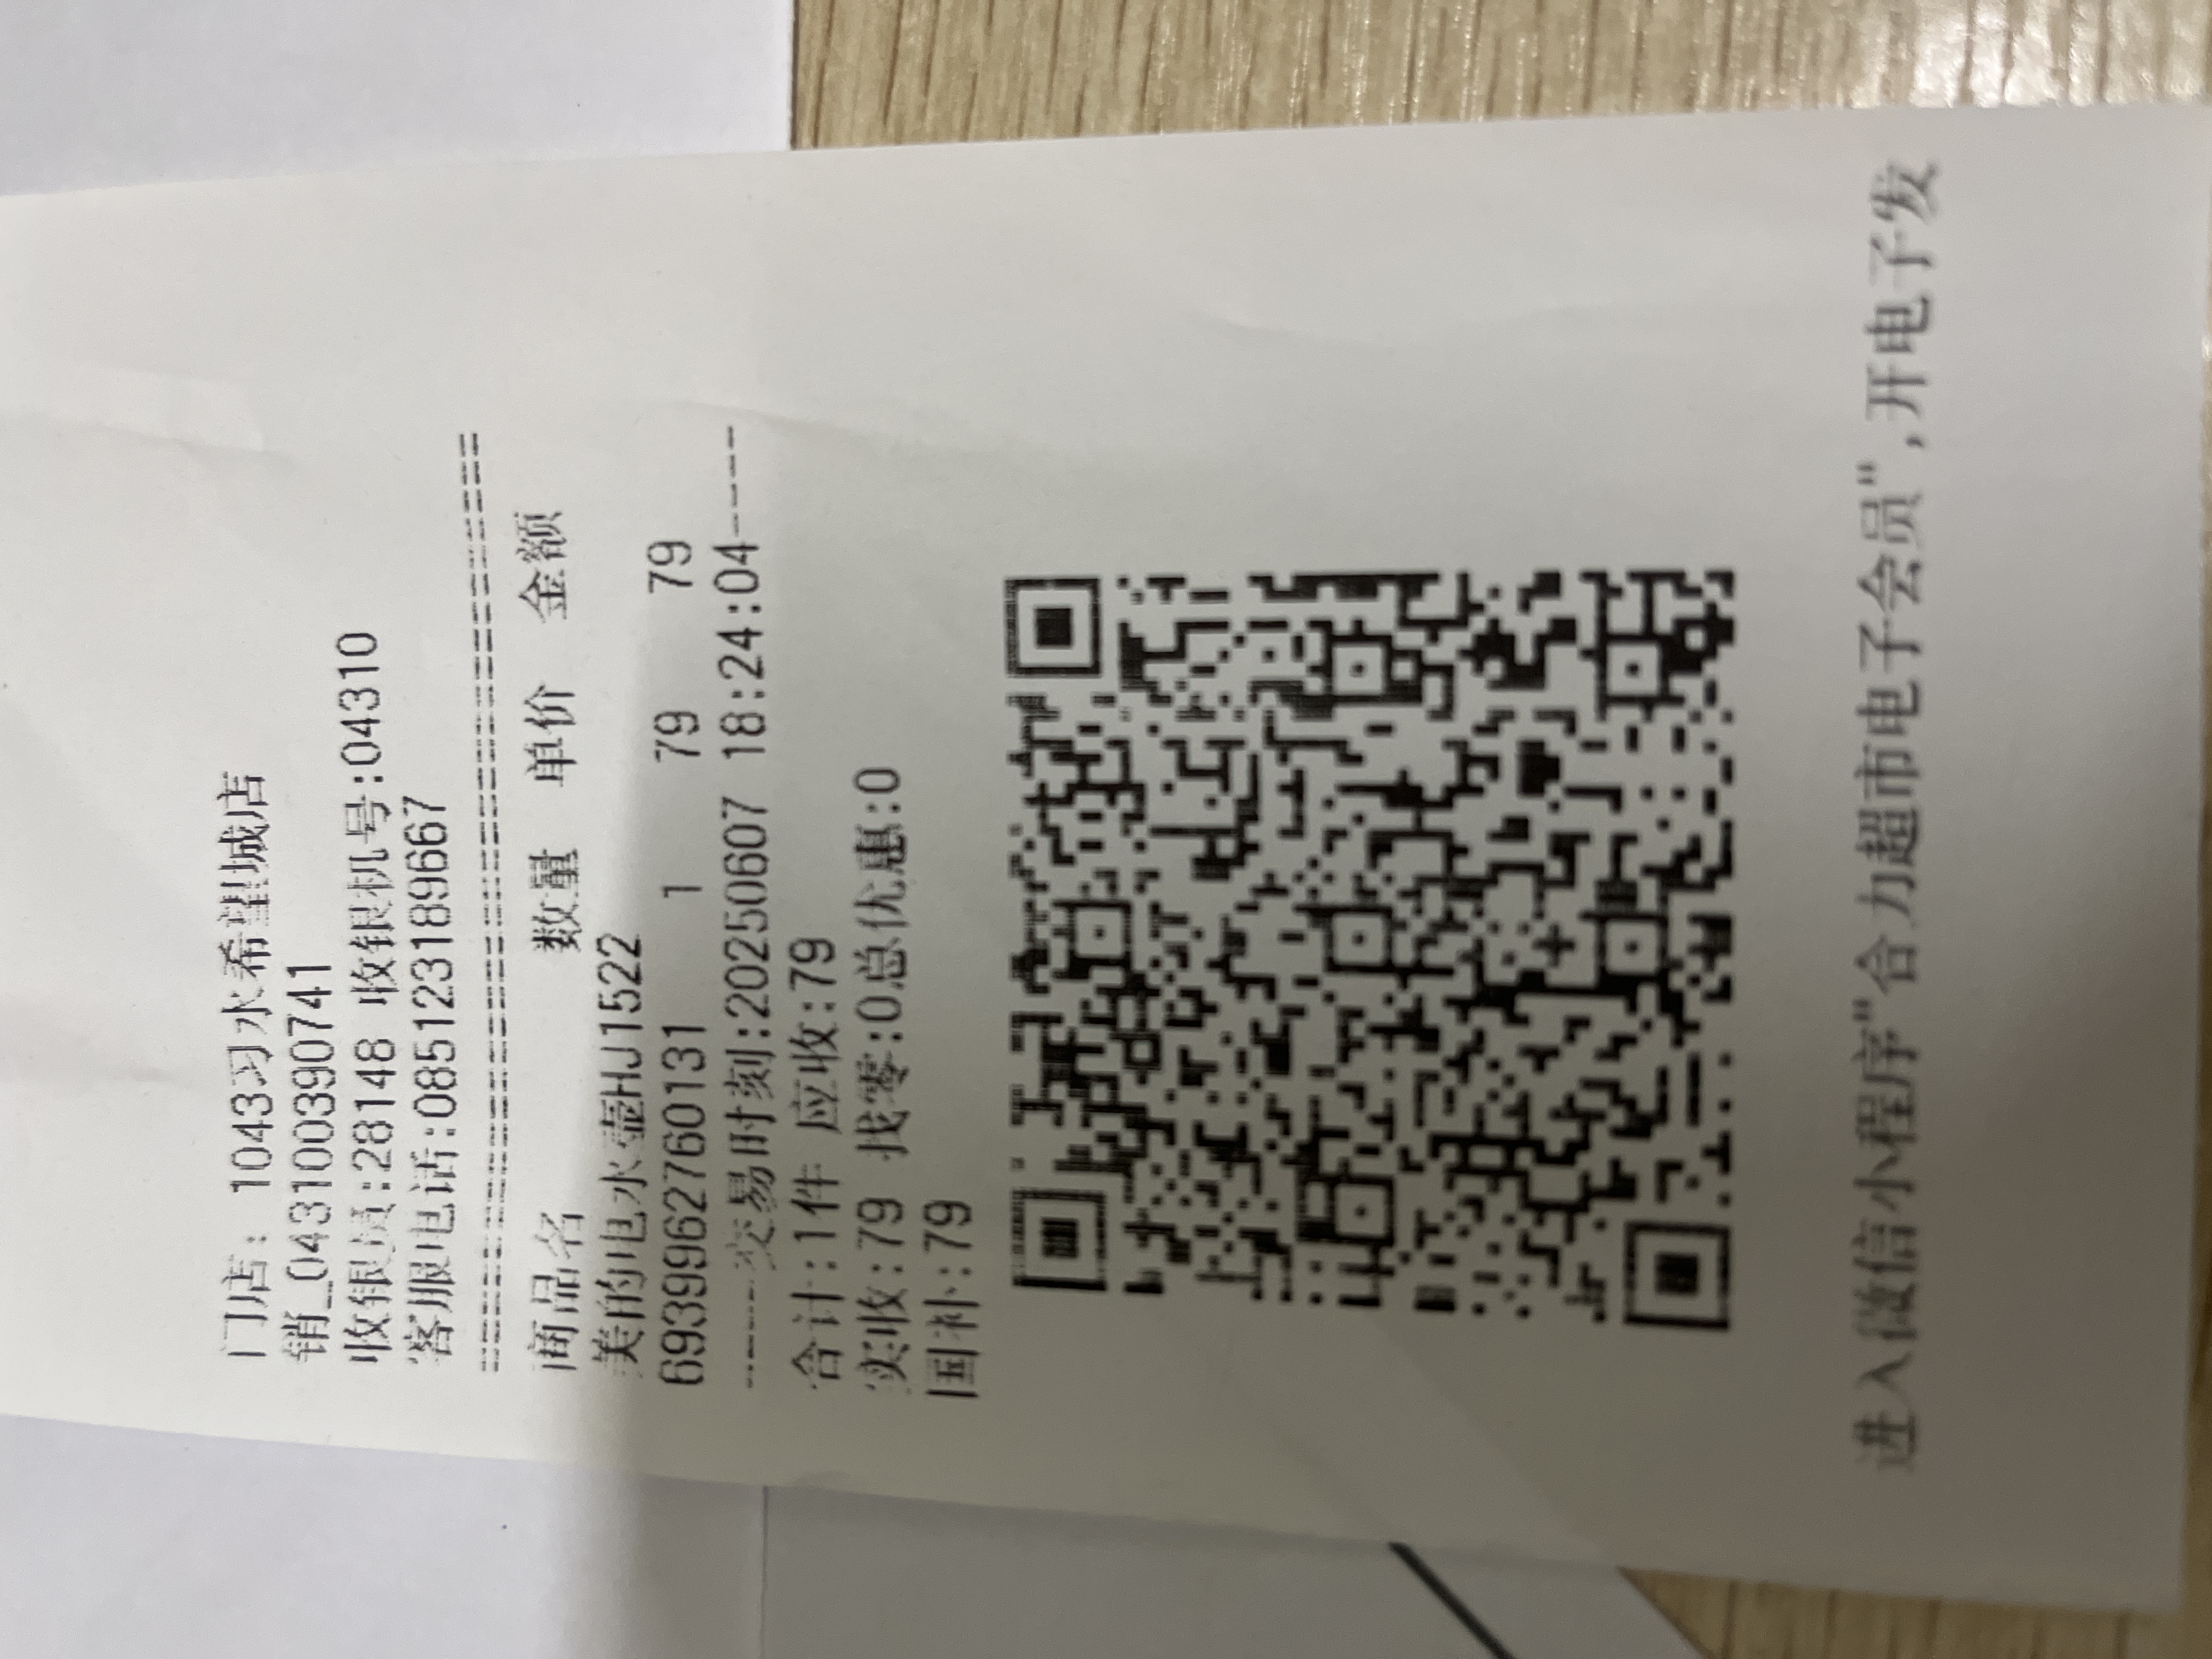 门店: 1043习水希望城店
销_043100390741
收银员:28148 收银机号:04310
客服电话:085123189667
商品名 数量 单价 金额
美的电水壶HJ1522
6939962760131 1 79 79
------交易时刻:20250607 18:24:04----
合计:1件 应收:79
实收:79 找零:0总优惠:0
国补:79
进入微信小程序"合力超市电子会员",开电子发